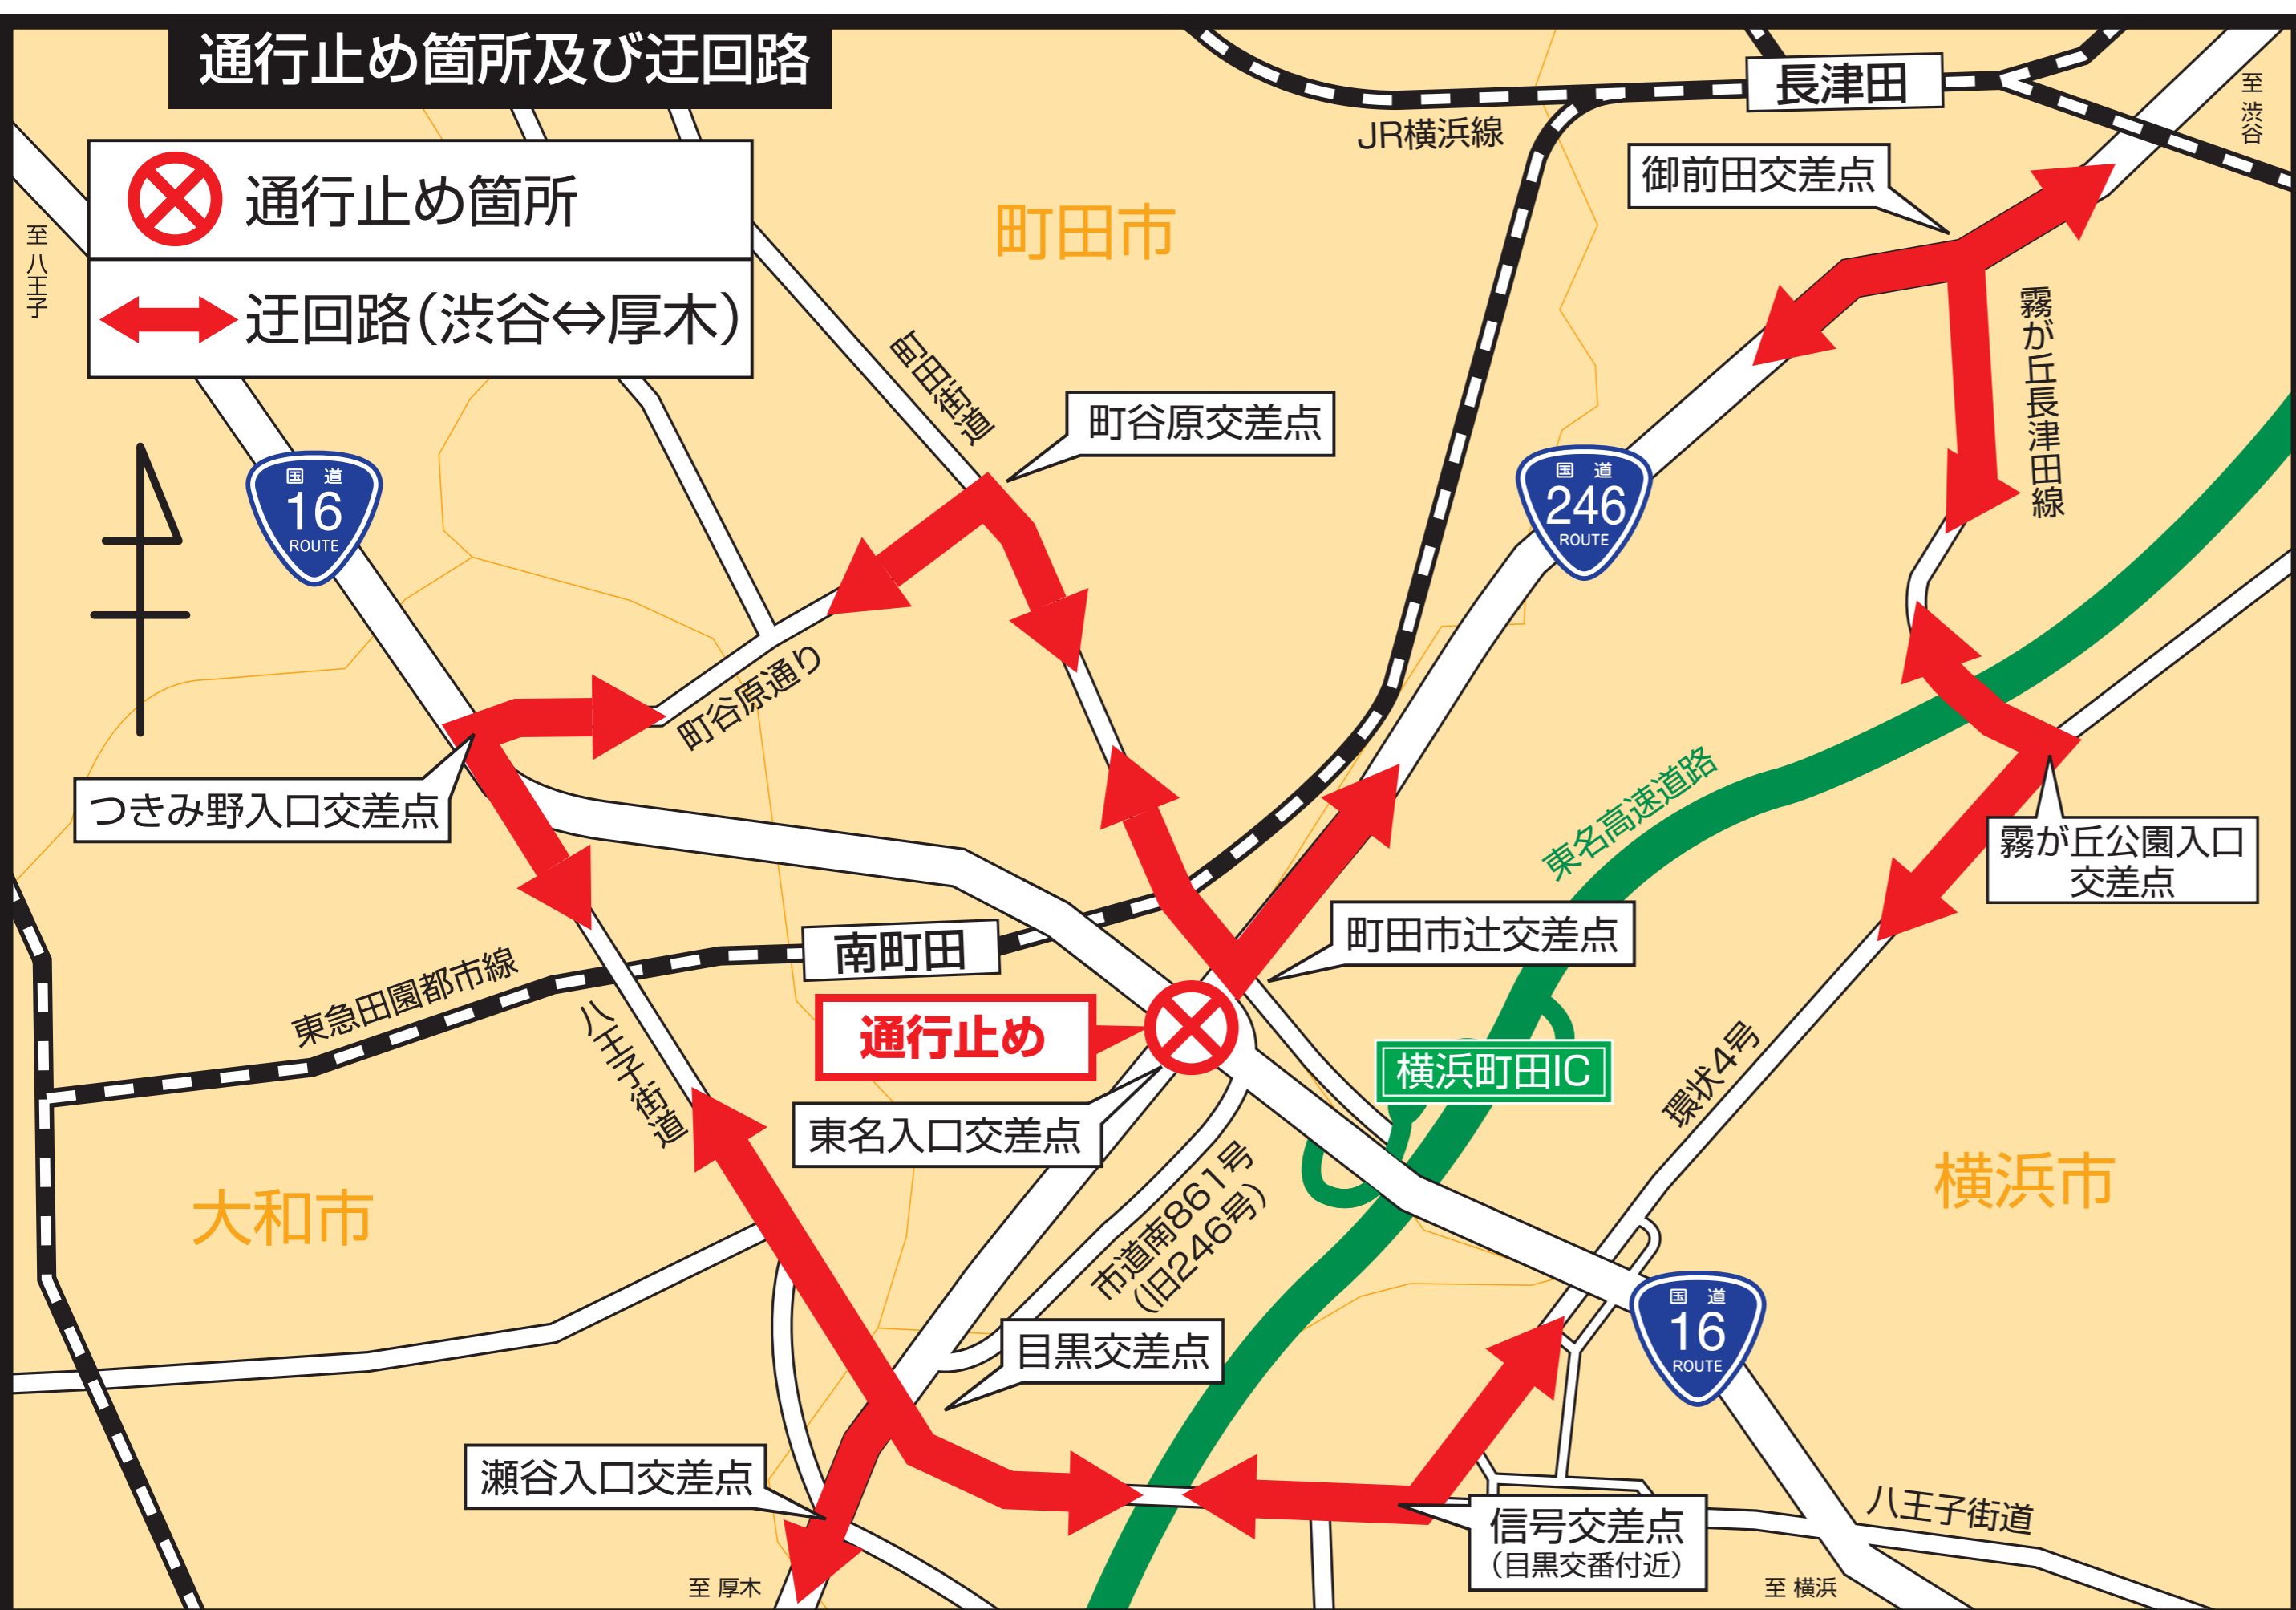 通行止め箇所及び迂回路
通行止め箇所
迂回路(渋谷⇔厚木)
至 八王子
JR横浜線
長津田
至 渋谷
御前田交差点
町田市
町田街道
町谷原交差点
霧が丘長津田線
国道
16
ROUTE
国道
246
ROUTE
町谷原通り
つきみ野入口交差点
東名高速道路
霧が丘公園入口
交差点
町田市辻交差点
南町田
東急田園都市線
八王子街道
通行止め
横浜町田IC
環状4号
東名入口交差点
市道南861号
(旧246号)
大和市
横浜市
国道
16
ROUTE
目黒交差点
瀬谷入口交差点
信号交差点
(目黒交番付近)
八王子街道
至 厚木
至 横浜